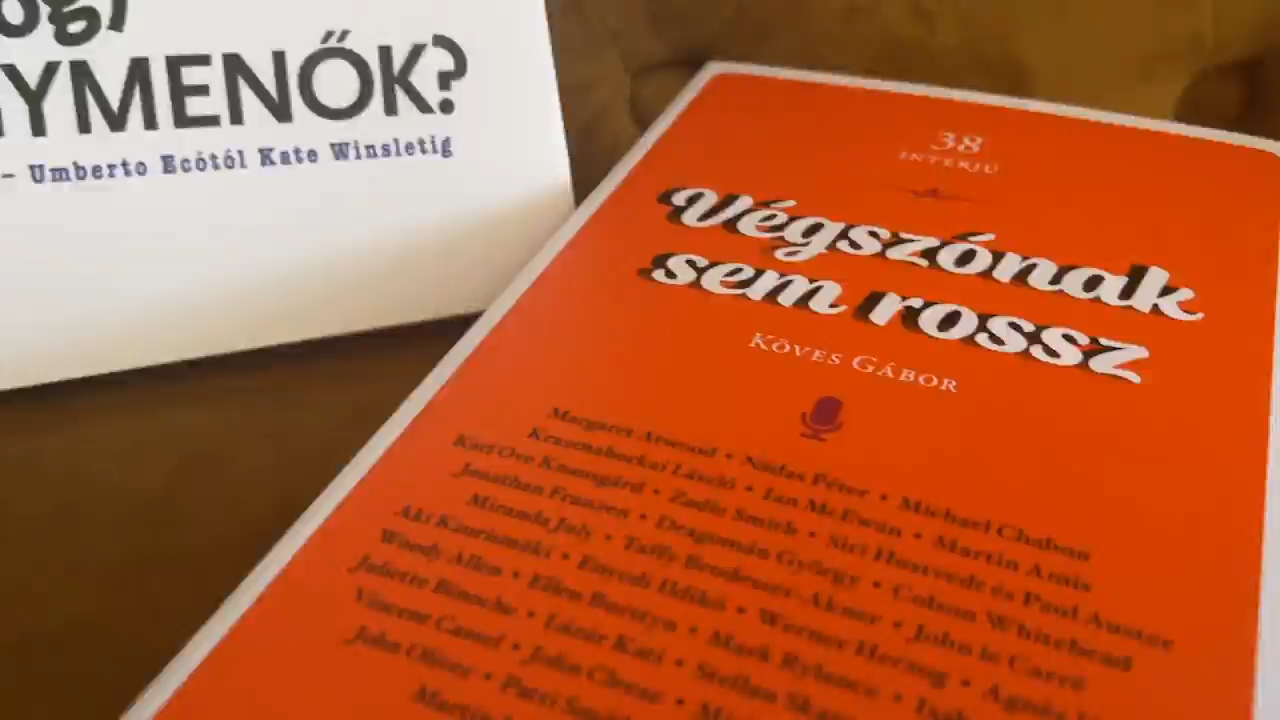 YMENŐK?
– Umberto Ecótól Kate Winsletig
38
INTERJÚ
Végszónak
sem rossz
KÖVES GÁBOR
Margaret Atwood • Nádas Péter • Michael Chabon
Krasznahorkai László • Ian McEwan • Martin Amis
Karl Ove Knausgård • Zadie Smith • Siri Hustvedt és Paul Auster
Jonathan Franzen • Dragomán György • Colson Whitehead
Miranda July • Taffy Brodesser-Akner • John le Carré
Aki Kaurismäki • Enyedi Ildikó • Werner Herzog •
Woody Allen • Ellen Burstyn • Mark Rylance •
Juliette Binoche • Lázár Kati • Stellan
Vincent Cassel • John Cleese •
John Oliver • Patti